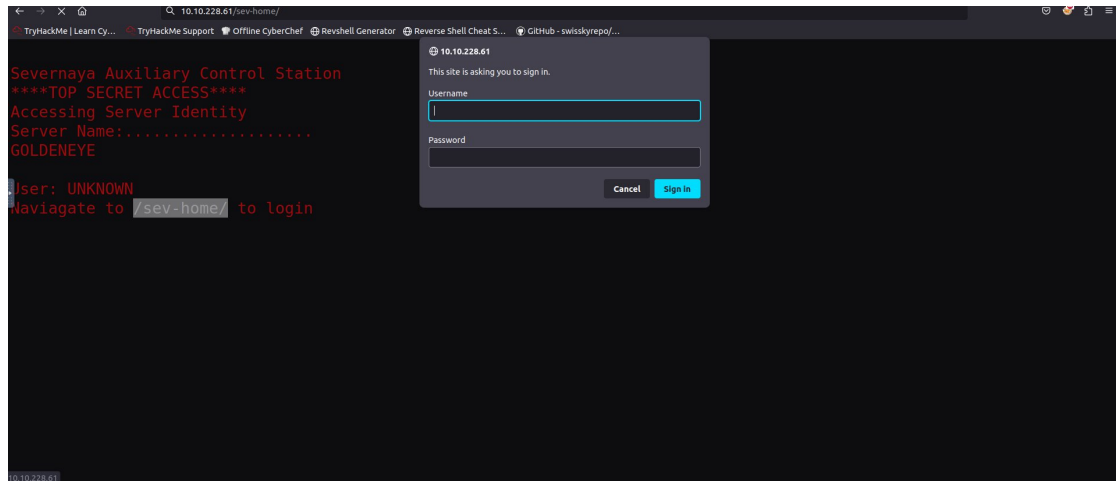 10.10.228.61/sev-home/
TryHackMe | Learn Cy... TryHackMe Support Offline CyberChef Revshell Generator Reverse Shell Cheat S... GitHub - swisskyrepo/...
10.10.228.61
This site is asking you to sign in.
Username
Password
Cancel Sign in
Severnaya Auxiliary Control Station
****TOP SECRET ACCESS****
Accessing Server Identity
Server Name:....................
GOLDENEYE
User: UNKNOWN
Naviagate to /sev-home/ to login
10.10.228.61